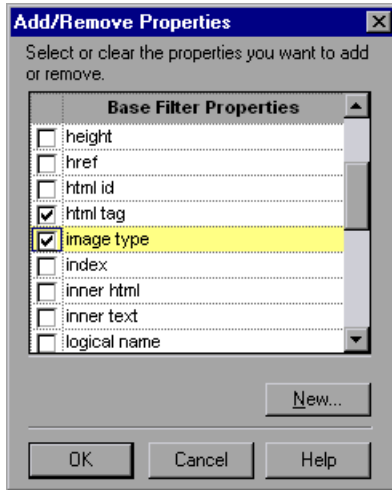 Add/Remove Properties
Select or clear the properties you want to add
or remove.
Base Filter Properties
height
href
html id
html tag
image type
index
inner html
inner text
logical name
New...
OK
Cancel
Help